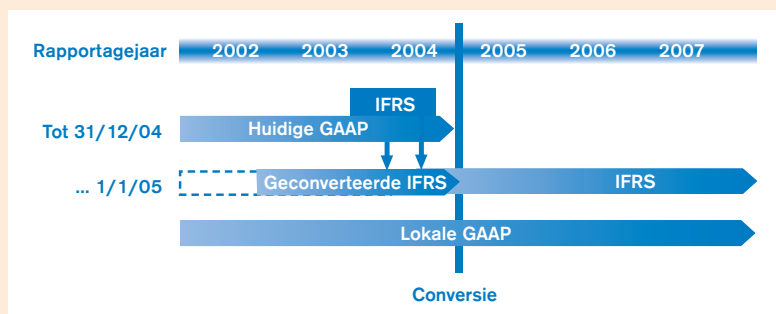 Rapportagejaar 2002 2003 2004 2005 2006 2007
IFRS
Tot 31/12/04 Huidige GAAP
... 1/1/05 Geconverteerde IFRS IFRS
Lokale GAAP
Conversie